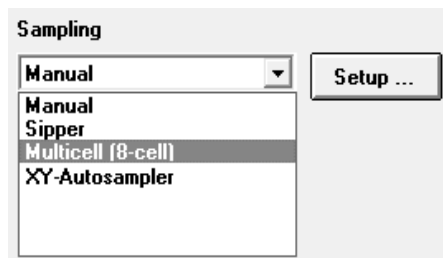 Sampling
Manual
Setup ...
Manual
Sipper
Multicell (8-cell)
XY-Autosampler